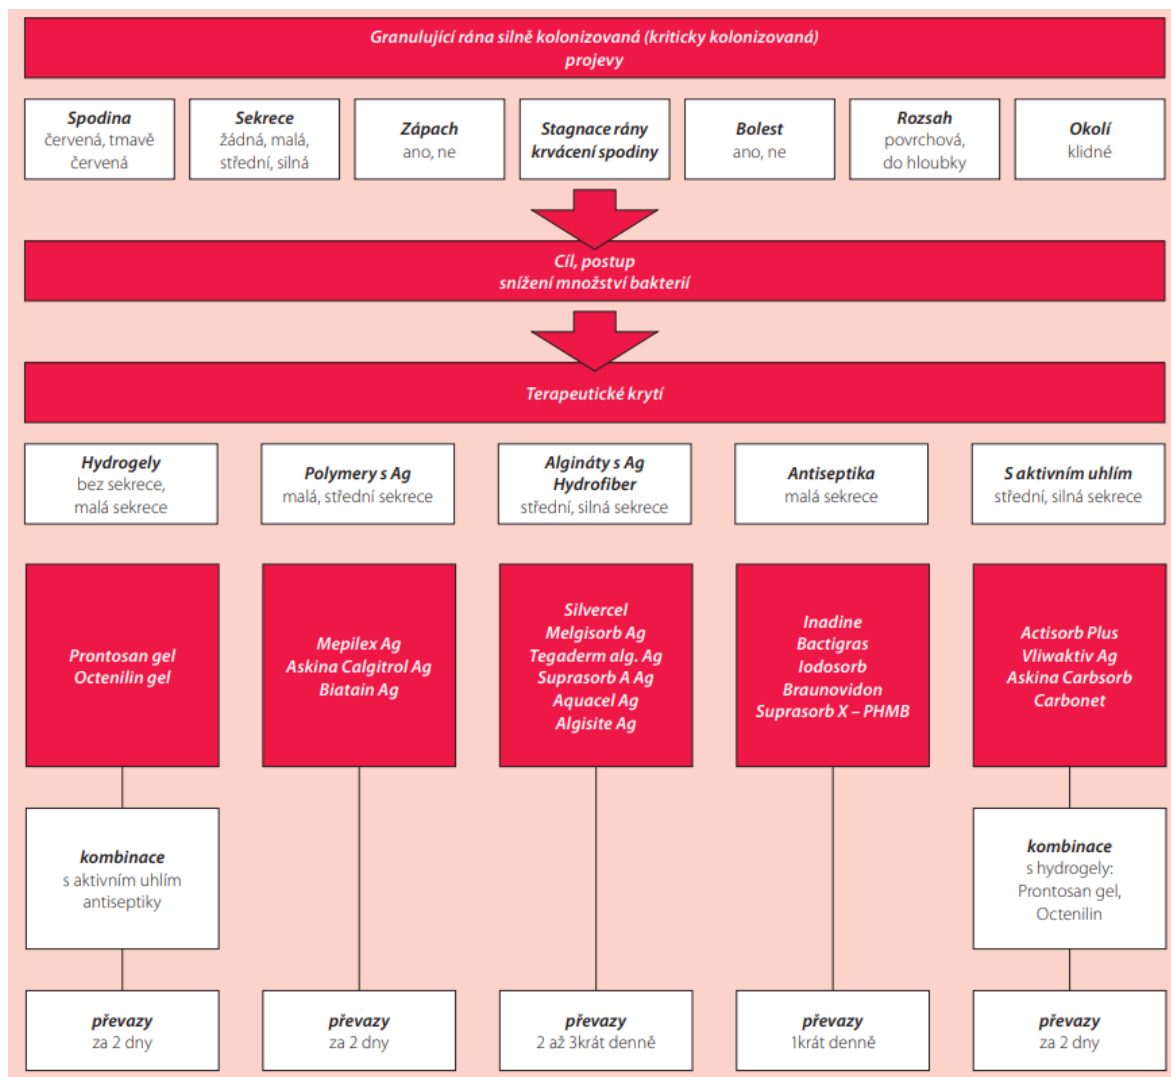 Granulující rána silně kolonizovaná (kriticky kolonizovaná)
projevy
Spodina
červená, tmavě
červená
Sekrece
žádná, malá,
střední, silná
Zápach
ano, ne
Stagnace rány
krvácení spodiny
Bolest
ano, ne
Rozsah
povrchová,
do hloubky
Okolí
klidné
Cíl, postup
snížení množství bakterií
Terapeutické krytí
Hydrogely
bez sekrece,
malá sekrece
Polymery s Ag
malá, střední sekrece
Algináty s Ag
Hydrofiber
střední, silná sekrece
Antiseptika
malá sekrece
S aktivním uhlím
střední, silná sekrece
Prontosan gel
Octenilin gel
Mepilex Ag
Askina Calgitrol Ag
Biatain Ag
Silvercel
Melgisorb Ag
Tegaderm alg. Ag
Suprasorb A Ag
Aquacel Ag
Algisite Ag
Inadine
Bactigras
Iodosorb
Braunovidon
Suprasorb X – PHMB
Actisorb Plus
Vliwaktiv Ag
Askina Carbsorb
Carbonet
kombinace
s aktivním uhlím
antiseptiky
kombinace
s hydrogely:
Prontosan gel,
Octenilin
převazy
za 2 dny
převazy
za 2 dny
převazy
2 až 3krát denně
převazy
1krát denně
převazy
za 2 dny